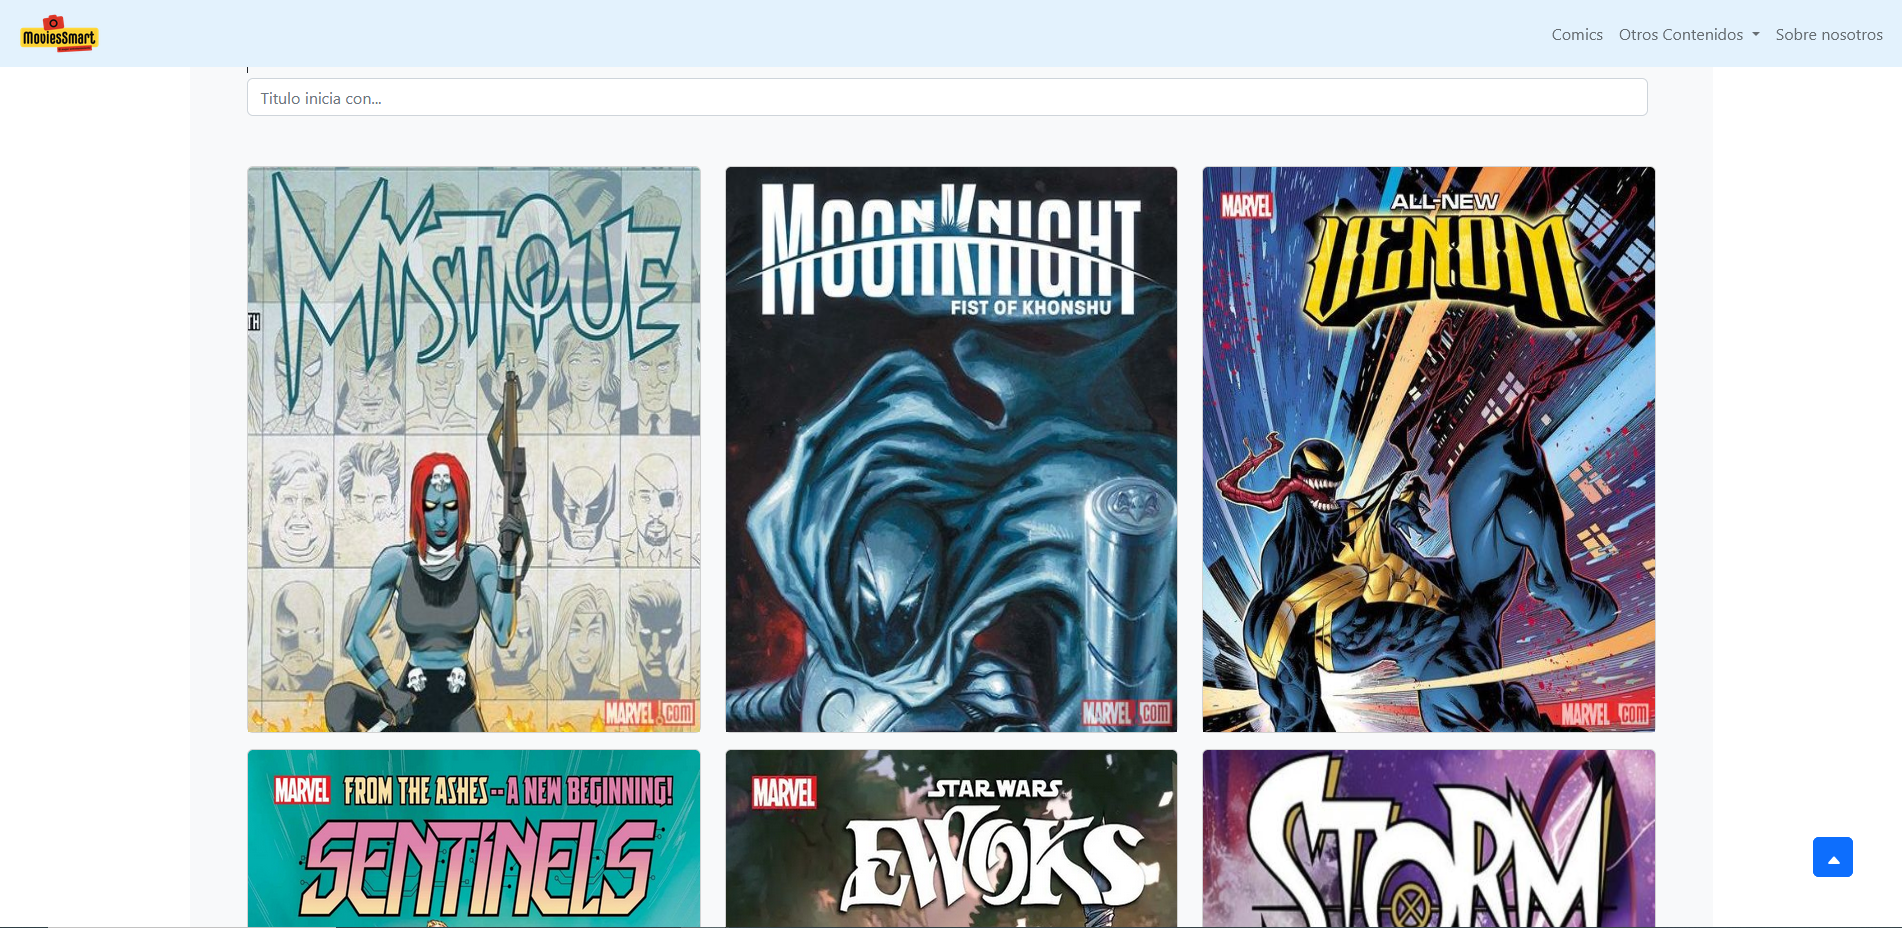 MoviesSmart
Comics
Otros Contenidos
Sobre nosotros
Titulo inicia con...
MYSTIQUE
TH
MARVEL.com
MOON KNIGHT
FIST OF KHONSHU
MARVEL.com
MARVEL
ALL-NEW
VENOM
MARVEL.com
MARVEL
FROM THE ASHES--A NEW BEGINNING!
SENTINELS
MARVEL
STAR WARS
EWOKS
STORM